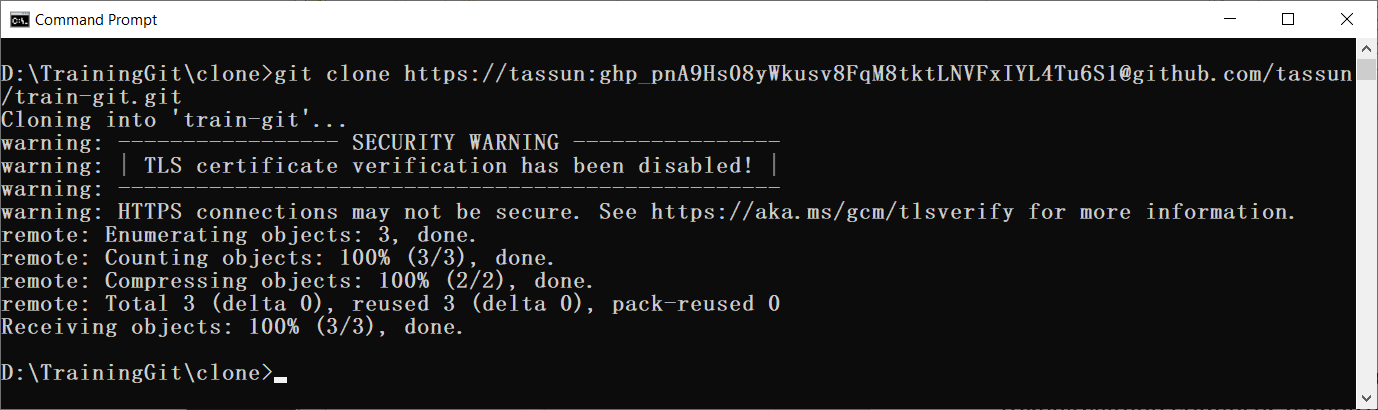 Command Prompt
D:\TrainingGit\clone>git clone https://tassun: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@github.com/tassun
/train-git.git
Cloning into 'train-git'...
warning: ----------------- SECURITY WARNING ----------------
warning: | TLS certificate verification has been disabled! |
warning: ---------------------------------------------------
warning: HTTPS connections may not be secure. See https://aka.ms/gcm/tlsverify for more information.
remote: Enumerating objects: 3, done.
remote: Counting objects: 100% (3/3), done.
remote: Compressing objects: 100% (2/2), done.
remote: Total 3 (delta 0), reused 3 (delta 0), pack-reused 0
Receiving objects: 100% (3/3), done.
D:\TrainingGit\clone>